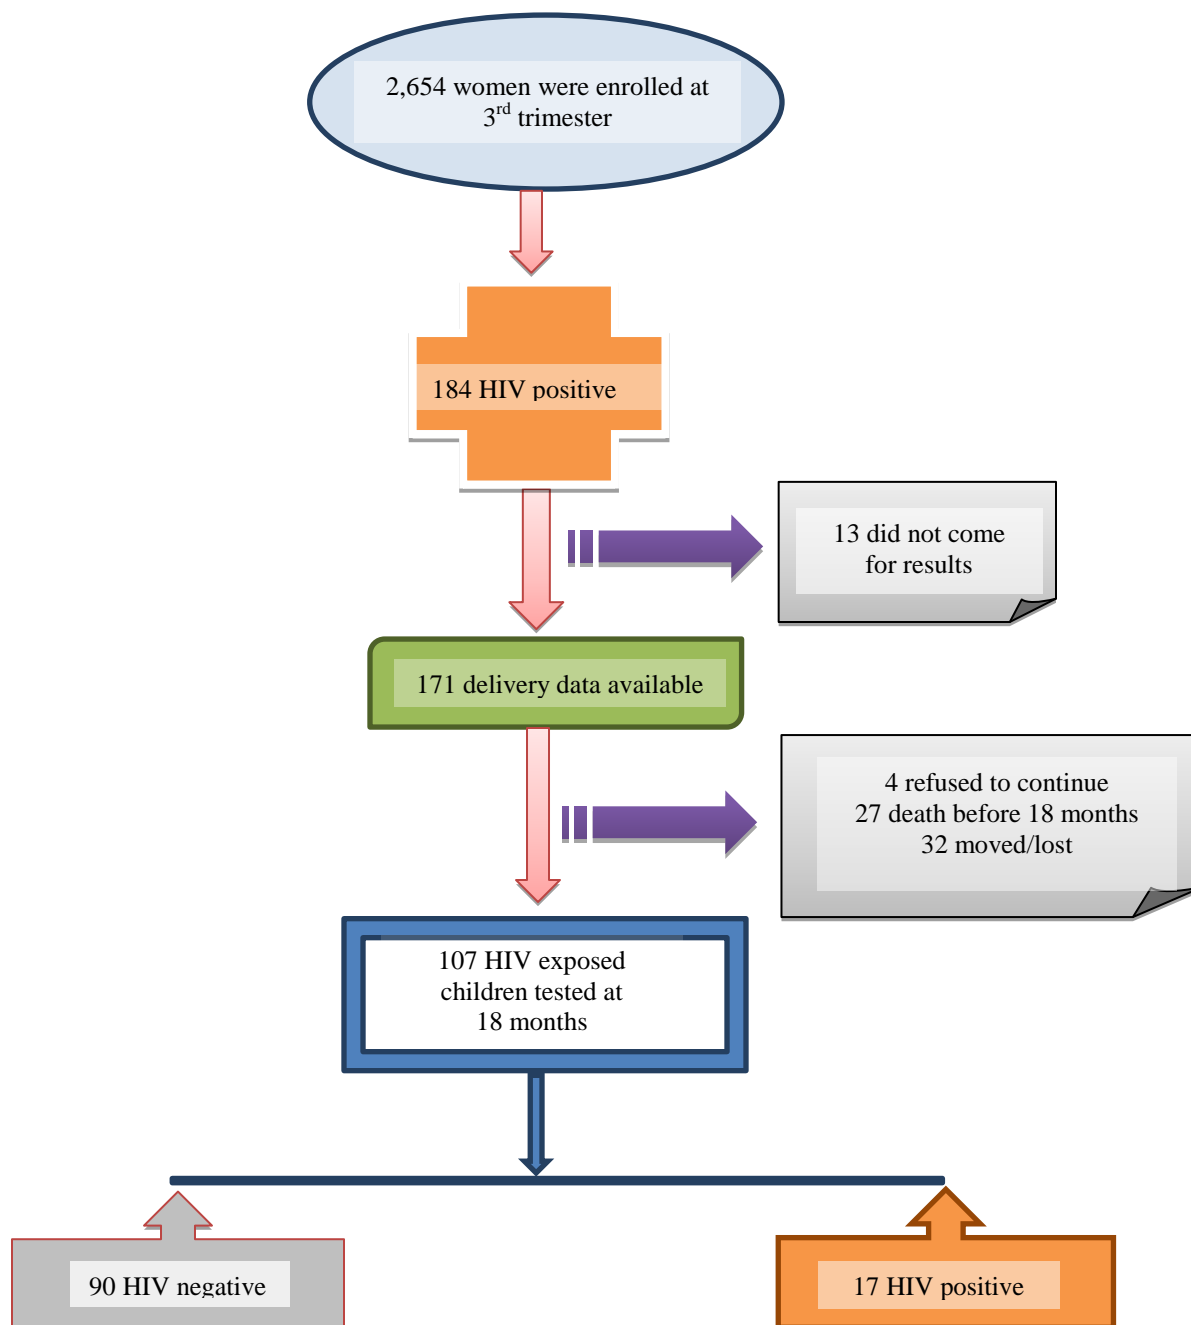 2,654 women were enrolled at
3rd trimester
184 HIV positive
13 did not come
for results
171 delivery data available
4 refused to continue
27 death before 18 months
32 moved/lost
107 HIV exposed
children tested at
18 months
90 HIV negative
17 HIV positive